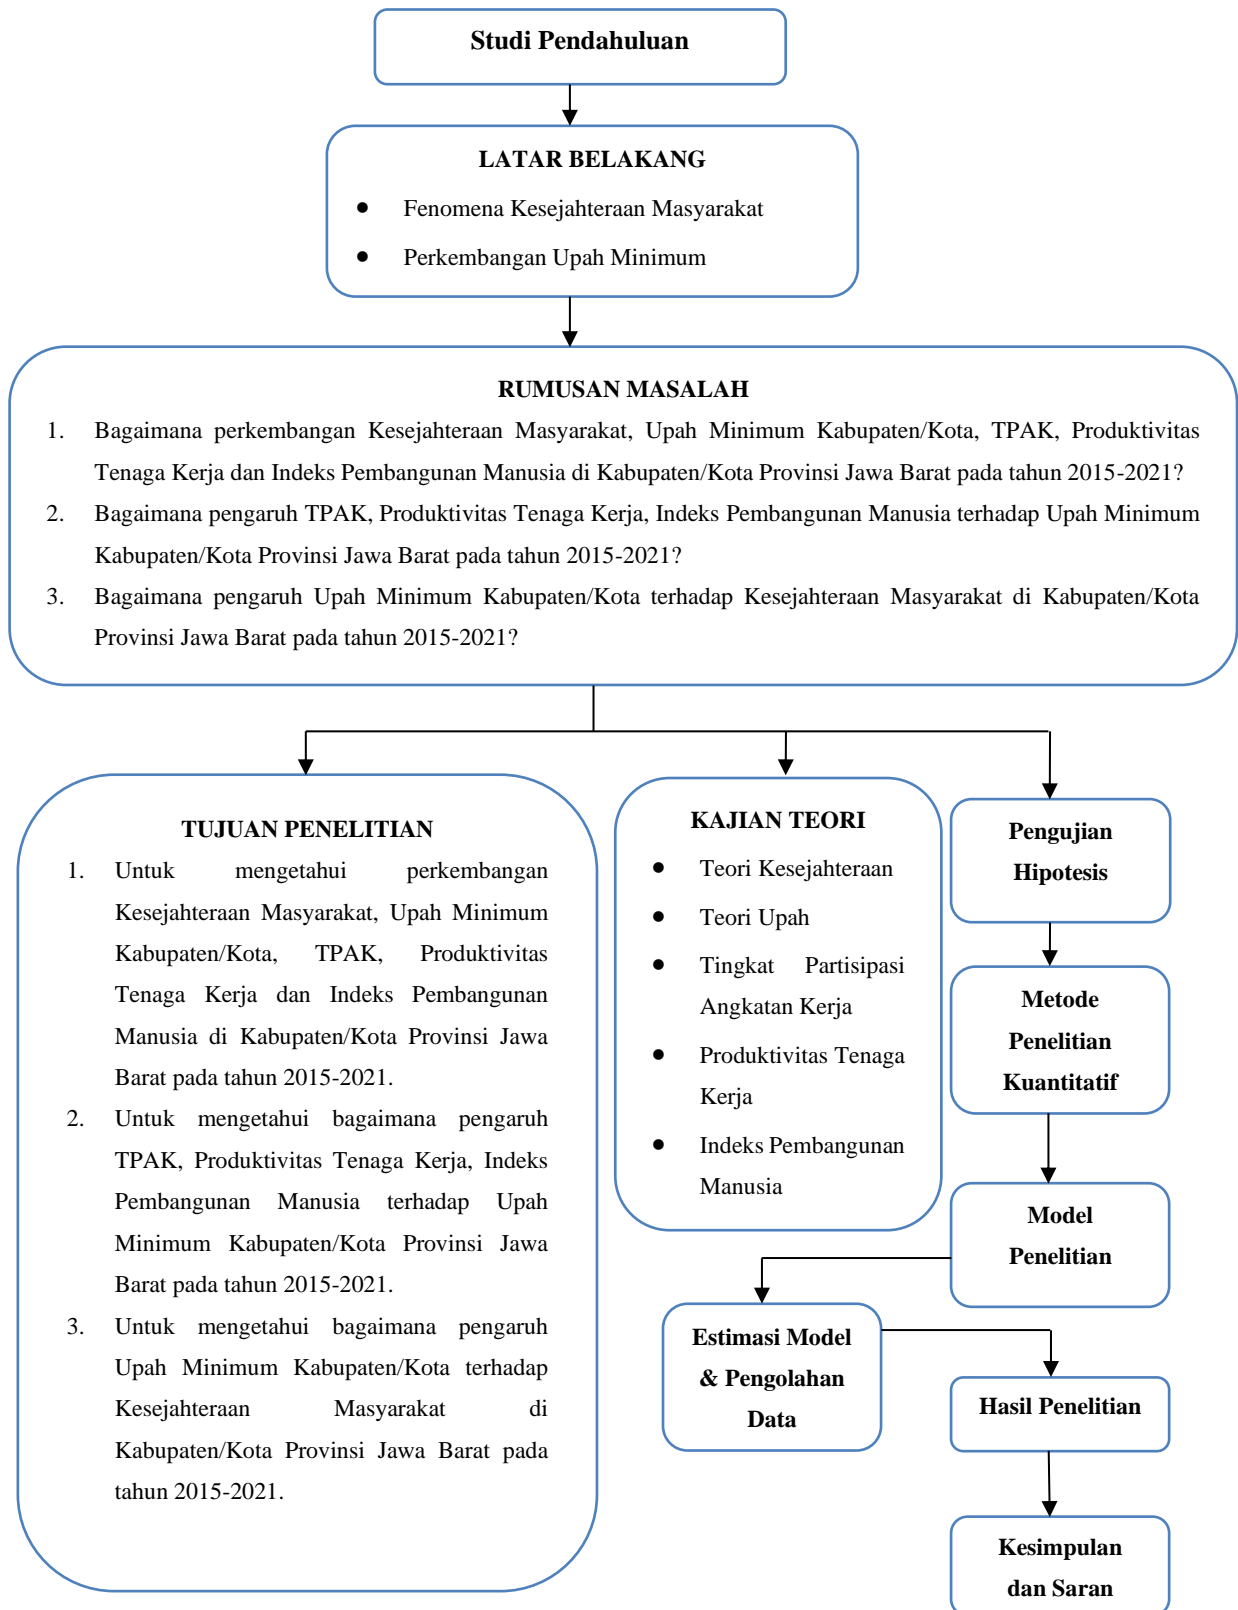 Studi Pendahuluan
LATAR BELAKANG
● Fenomena Kesejahteraan Masyarakat
● Perkembangan Upah Minimum
RUMUSAN MASALAH
1. Bagaimana perkembangan Kesejahteraan Masyarakat, Upah Minimum Kabupaten/Kota, TPAK, Produktivitas
Tenaga Kerja dan Indeks Pembangunan Manusia di Kabupaten/Kota Provinsi Jawa Barat pada tahun 2015-2021?
2. Bagaimana pengaruh TPAK, Produktivitas Tenaga Kerja, Indeks Pembangunan Manusia terhadap Upah Minimum
Kabupaten/Kota Provinsi Jawa Barat pada tahun 2015-2021?
3. Bagaimana pengaruh Upah Minimum Kabupaten/Kota terhadap Kesejahteraan Masyarakat di Kabupaten/Kota
Provinsi Jawa Barat pada tahun 2015-2021?
TUJUAN PENELITIAN
1. Untuk mengetahui perkembangan
Kesejahteraan Masyarakat, Upah Minimum
Kabupaten/Kota, TPAK, Produktivitas
Tenaga Kerja dan Indeks Pembangunan
Manusia di Kabupaten/Kota Provinsi Jawa
Barat pada tahun 2015-2021.
2. Untuk mengetahui bagaimana pengaruh
TPAK, Produktivitas Tenaga Kerja, Indeks
Pembangunan Manusia terhadap Upah
Minimum Kabupaten/Kota Provinsi Jawa
Barat pada tahun 2015-2021.
3. Untuk mengetahui bagaimana pengaruh
Upah Minimum Kabupaten/Kota terhadap
Kesejahteraan Masyarakat di
Kabupaten/Kota Provinsi Jawa Barat pada
tahun 2015-2021.
KAJIAN TEORI
● Teori Kesejahteraan
● Teori Upah
● Tingkat Partisipasi
Angkatan Kerja
● Produktivitas Tenaga
Kerja
● Indeks Pembangunan
Manusia
Pengujian
Hipotesis
Metode
Penelitian
Kuantitatif
Model
Penelitian
Estimasi Model
& Pengolahan
Data
Hasil Penelitian
Kesimpulan
dan Saran